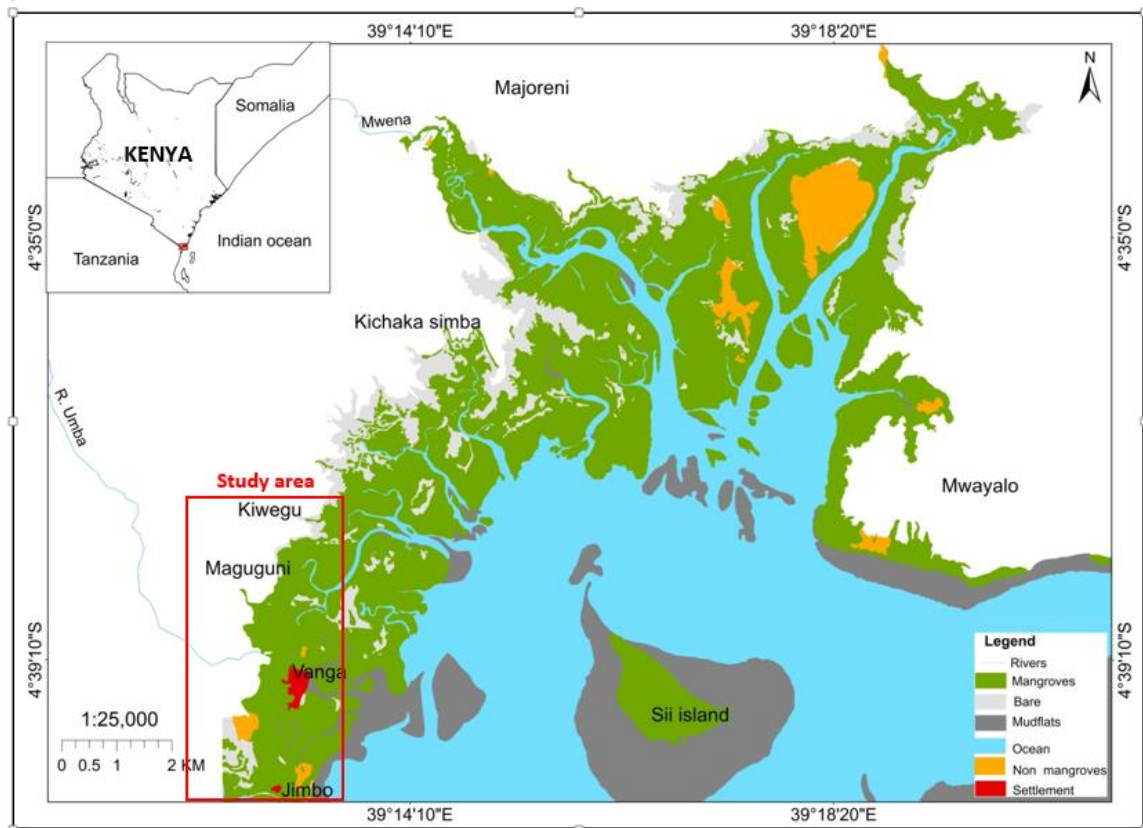 39°14'10"E
39°18'20"E
N
Majoreni
Somalia
Mwena
KENYA
4°35'0"S
4°35'0"S
Indian ocean
Tanzania
Kichaka simba
R. Umba
Mwayalo
Study area
Kiwegu
Maguguni
4°39'10"S
4°39'10"S
Vanga
Sii island
1:25,000
0 0.5 1 2 KM
Jimbo
Legend
Rivers
Mangroves
Bare
Mudflats
Ocean
Non mangroves
Settlement
39°14'10"E
39°18'20"E